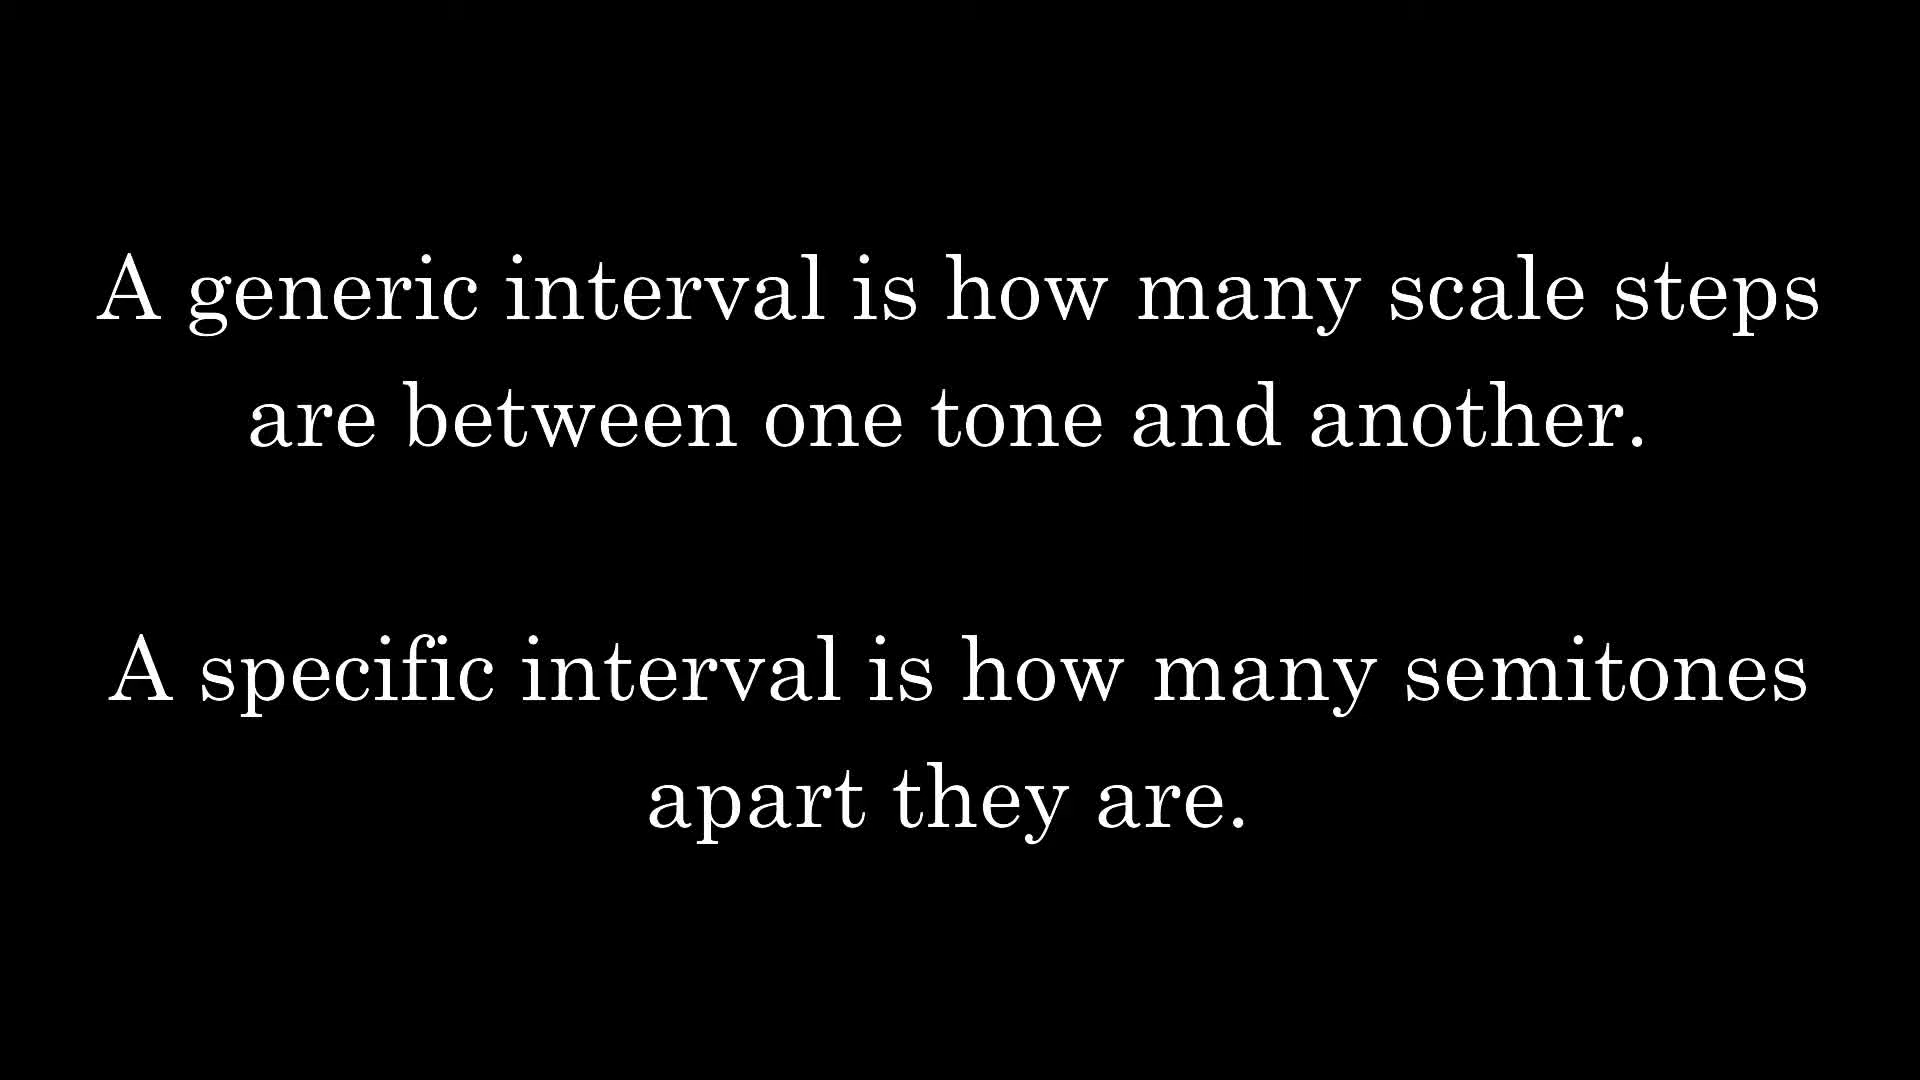 A generic interval is how many scale steps
are between one tone and another.
A specific interval is how many semitones
apart they are.